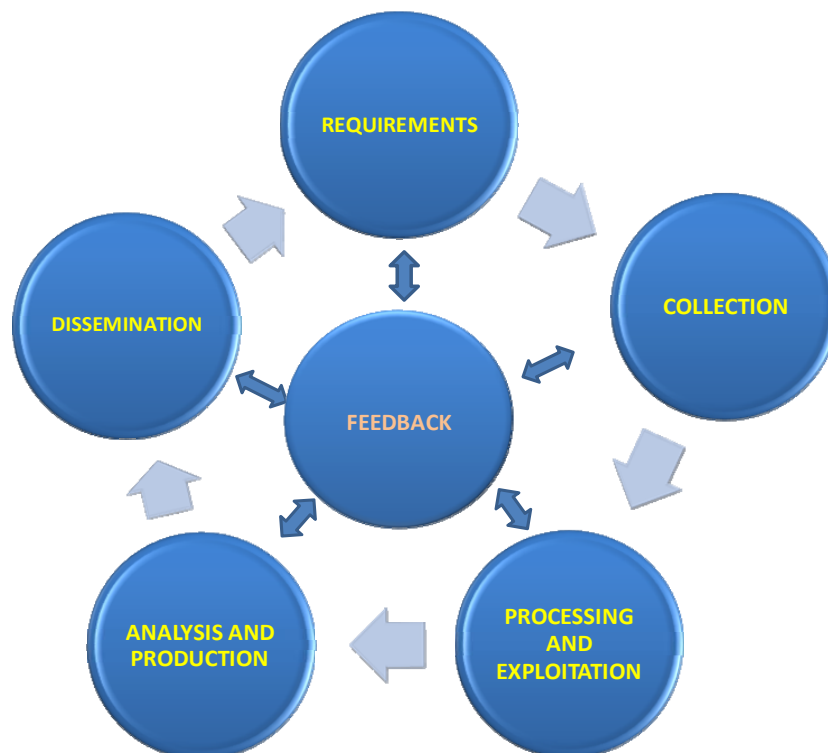 REQUIREMENTS
COLLECTION
PROCESSING
AND
EXPLOITATION
ANALYSIS AND
PRODUCTION
DISSEMINATION
FEEDBACK